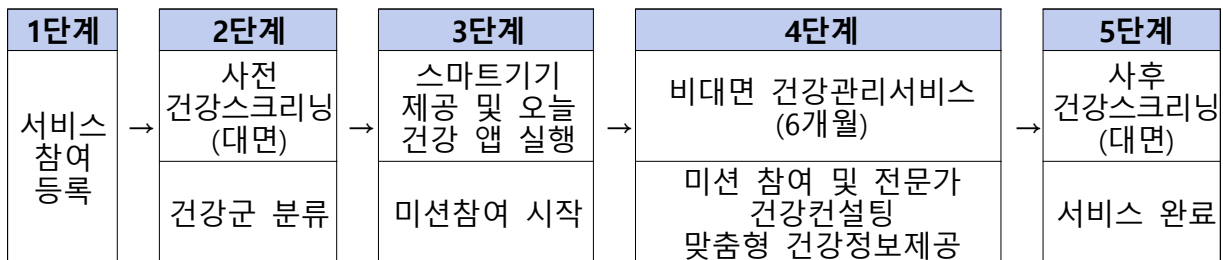 1단계
서비스
참여
등록
→
2단계
사전
건강스크리닝
(대면)
건강군 분류
→
3단계
스마트기기
제공 및 오늘
건강 앱 실행
미션참여 시작
→
4단계
비대면 건강관리서비스
(6개월)
미션 참여 및 전문가
건강컨설팅
맞춤형 건강정보제공
→
5단계
사후
건강스크리닝
(대면)
서비스 완료